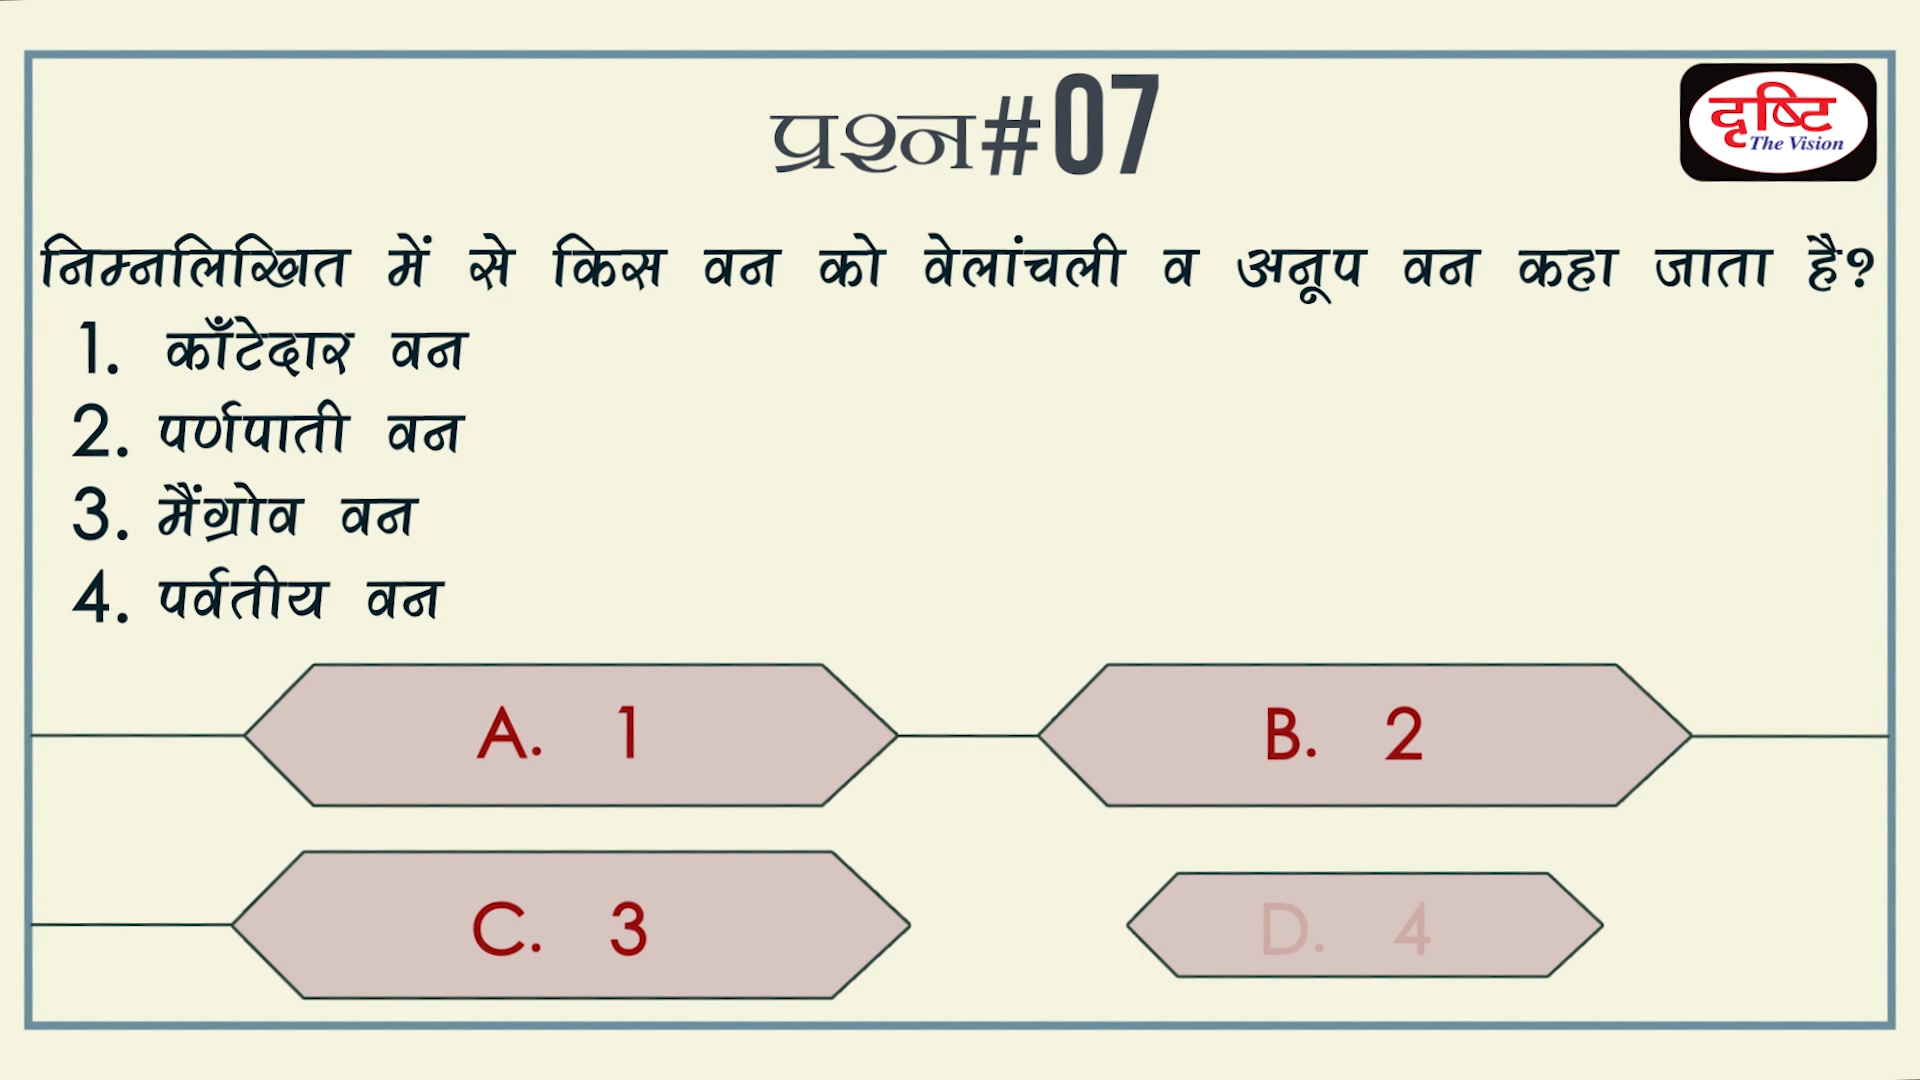 प्रश्न#07
दृष्टि
The Vision
निम्नलिखित में से किस वन को वेलांचली व अनूप वन कहा जाता है?
1. काँटेदार वन
2. पर्णपाती वन
3. मैंग्रोव वन
4. पर्वतीय वन
A. 1
B. 2
C. 3
D. 4